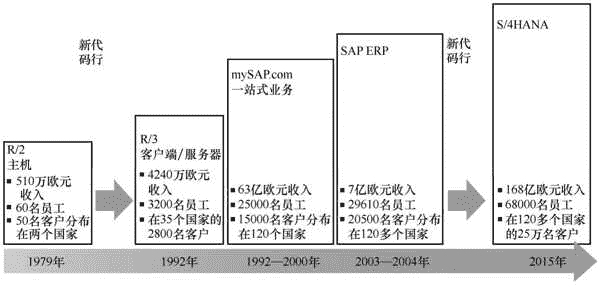 新代
码行
R/2
主机
■ 510万欧元
收入
■ 60名员工
■ 50名客户分布
在两个国家
R/3
客户端/服务器
■ 4240万欧元
收入
■ 3200名员工
■ 在35个国家的
2800名客户
mySAP.com
一站式业务
■ 63亿欧元收入
■ 25000名员工
■ 15000名客户分布
在120个国家
SAP ERP
■ 7亿欧元收入
■ 29610名员工
■ 20500名客户分布
在120多个国家
新代
码行
S/4HANA
■ 168亿欧元收入
■ 68000名员工
■ 在120多个国家
的25万名客户
1979年
1992年
1992—2000年
2003—2004年
2015年